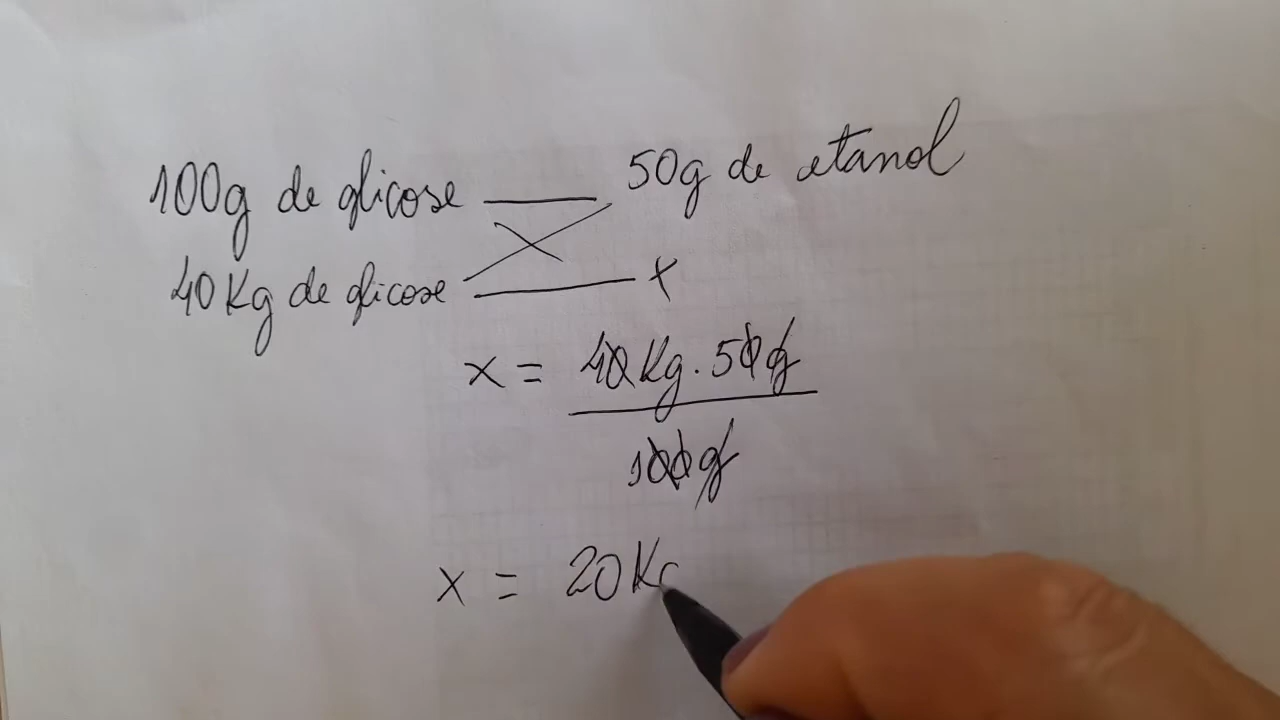 100g de glicose — 50g de etanol
40Kg de glicose — x
x = 40Kg . 50g
100g
x = 20Kg